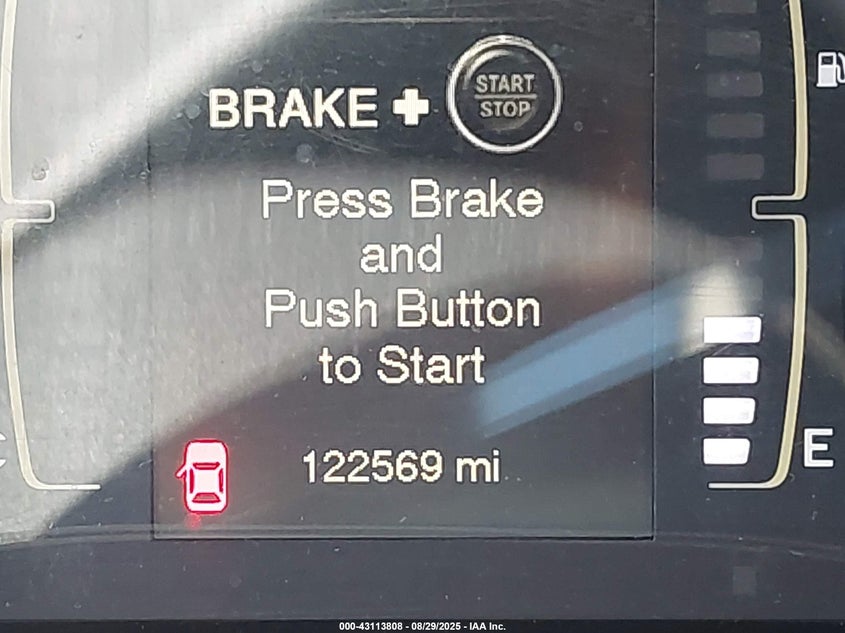 BRAKE + START STOP
Press Brake
and
Push Button
to Start
122569 mi
E
000-43113808 - 08/29/2025 - IAA Inc.